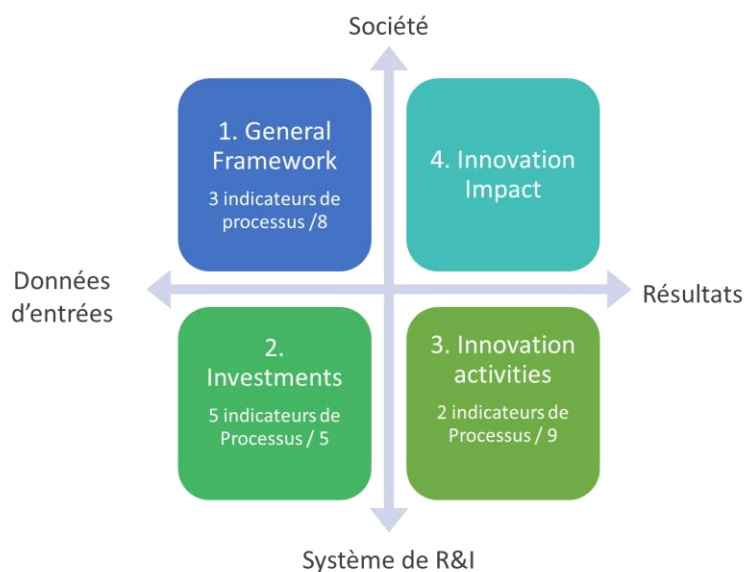 Société
1. General
Framework
3 indicateurs de
processus /8
4. Innovation
Impact
Données
d'entrées
Résultats
2.
Investments
5 indicateurs de
Processus / 5
3. Innovation
activities
2 indicateurs de
Processus / 9
Système de R&I